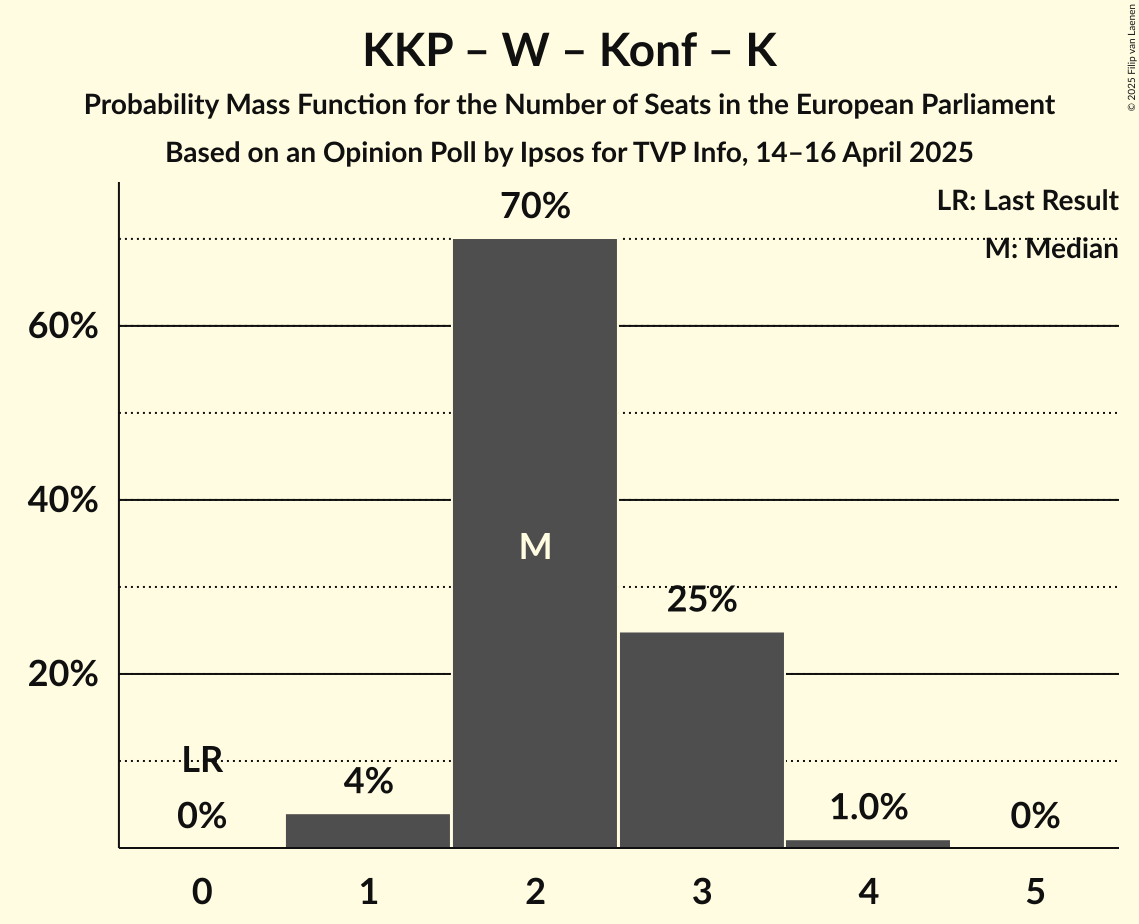 KKP – W – Konf – K
Probability Mass Function for the Number of Seats in the European Parliament
Based on an Opinion Poll by Ipsos for TVP Info, 14–16 April 2025
© 2025 Filip van Laenen
LR: Last Result
M: Median
70%
60%
40%
M
25%
20%
LR
4%
0%
1.0%
0%
0 1 2 3 4 5